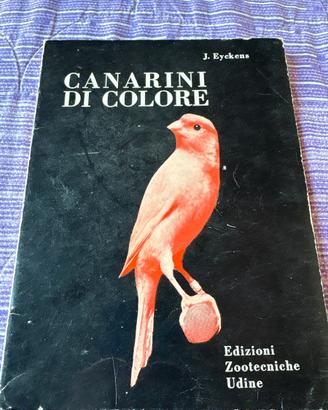 J. Eyckens
CANARINI
DI COLORE
Edizioni
Zootecniche
Udine